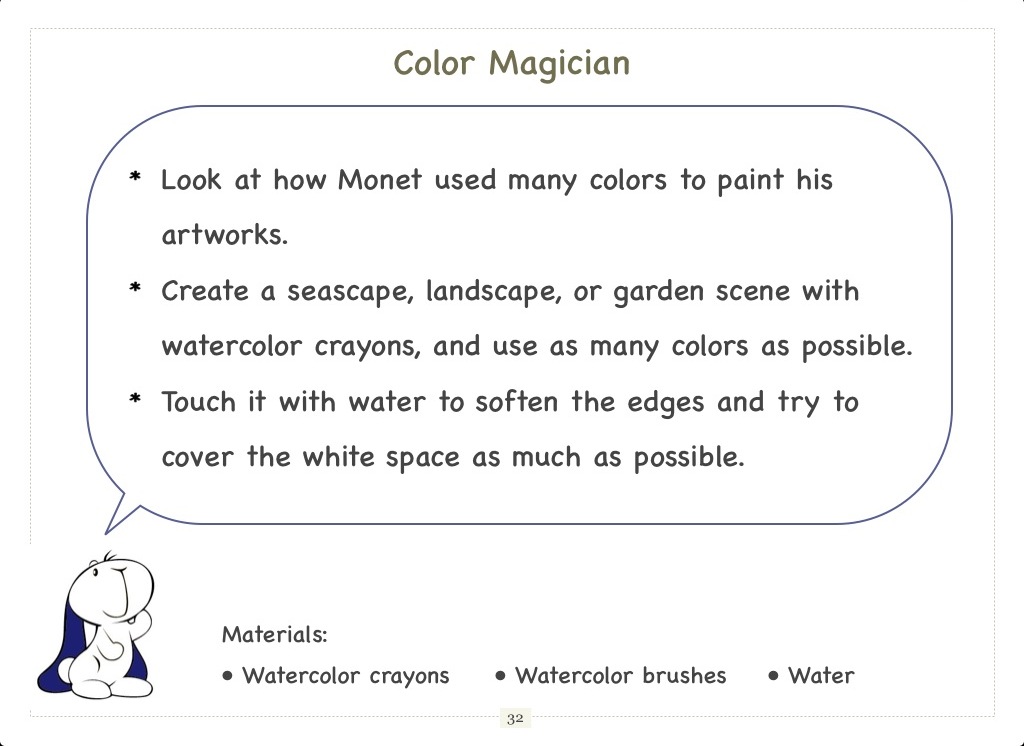 Color Magician
* Look at how Monet used many colors to paint his
artworks.
* Create a seascape, landscape, or garden scene with
watercolor crayons, and use as many colors as possible.
* Touch it with water to soften the edges and try to
cover the white space as much as possible.
Materials:
• Watercolor crayons • Watercolor brushes • Water
32